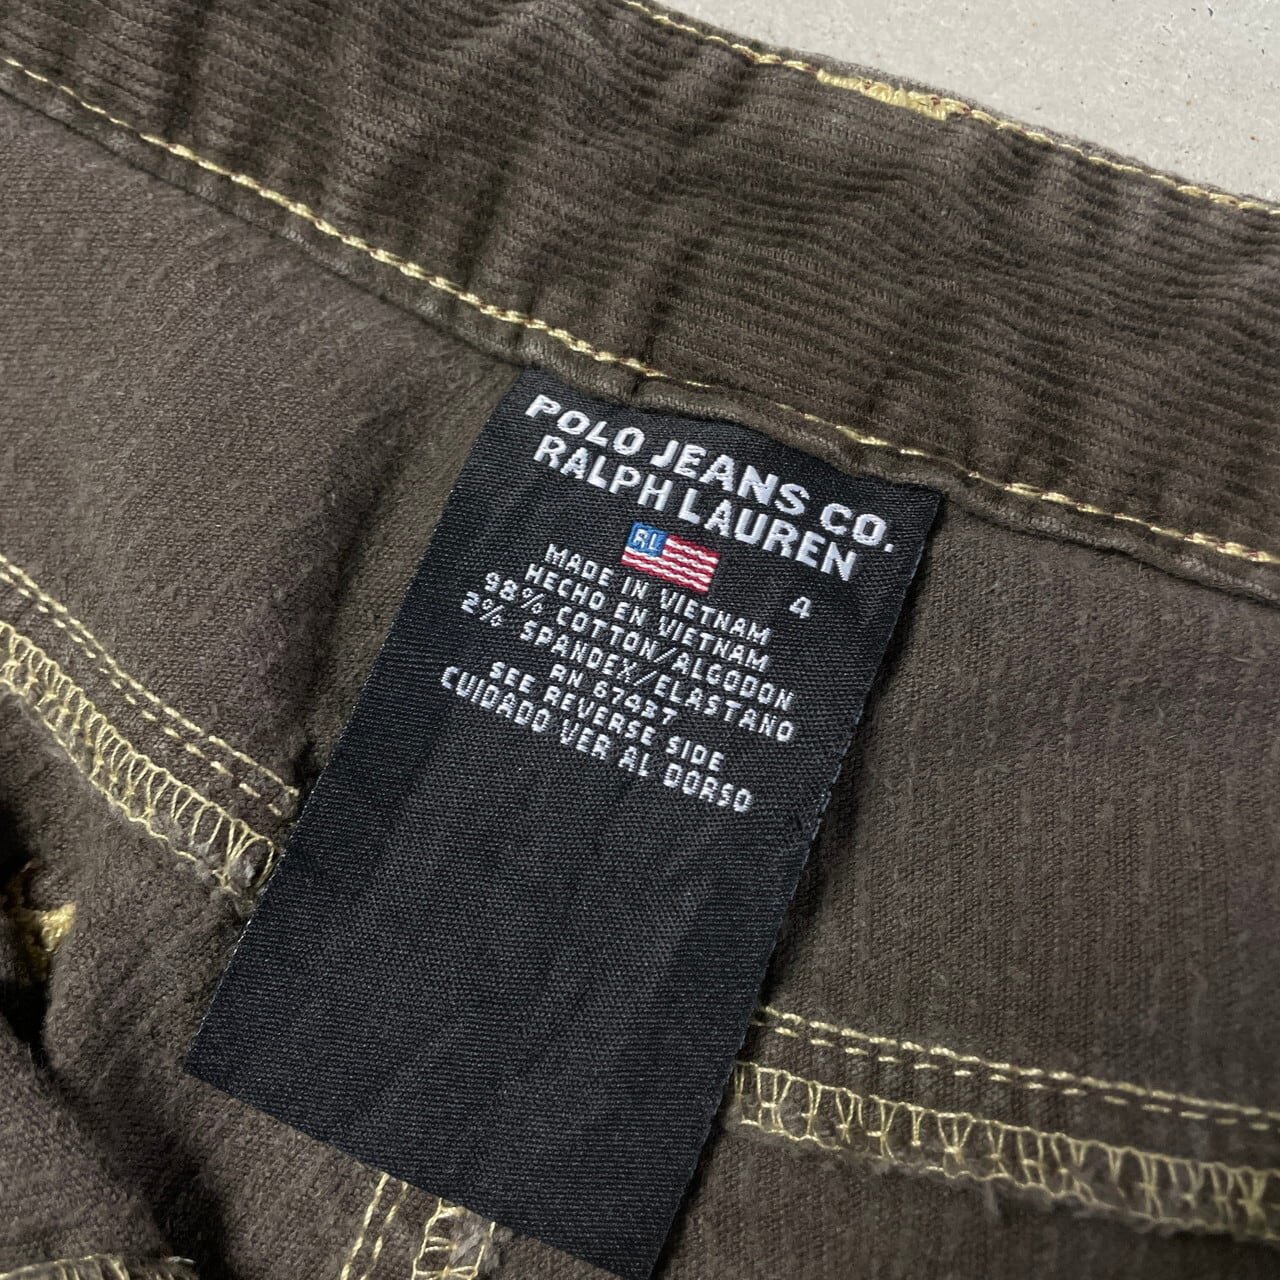 POLO JEANS CO.
RALPH LAUREN
RL
MADE IN VIETNAM 4
HECHO EN VIETNAM
98% COTTON/ALGODON
2% SPANDEX/ELASTANO
RN 67437
SEE REVERSE SIDE
CUIDADO VER AL DORSO